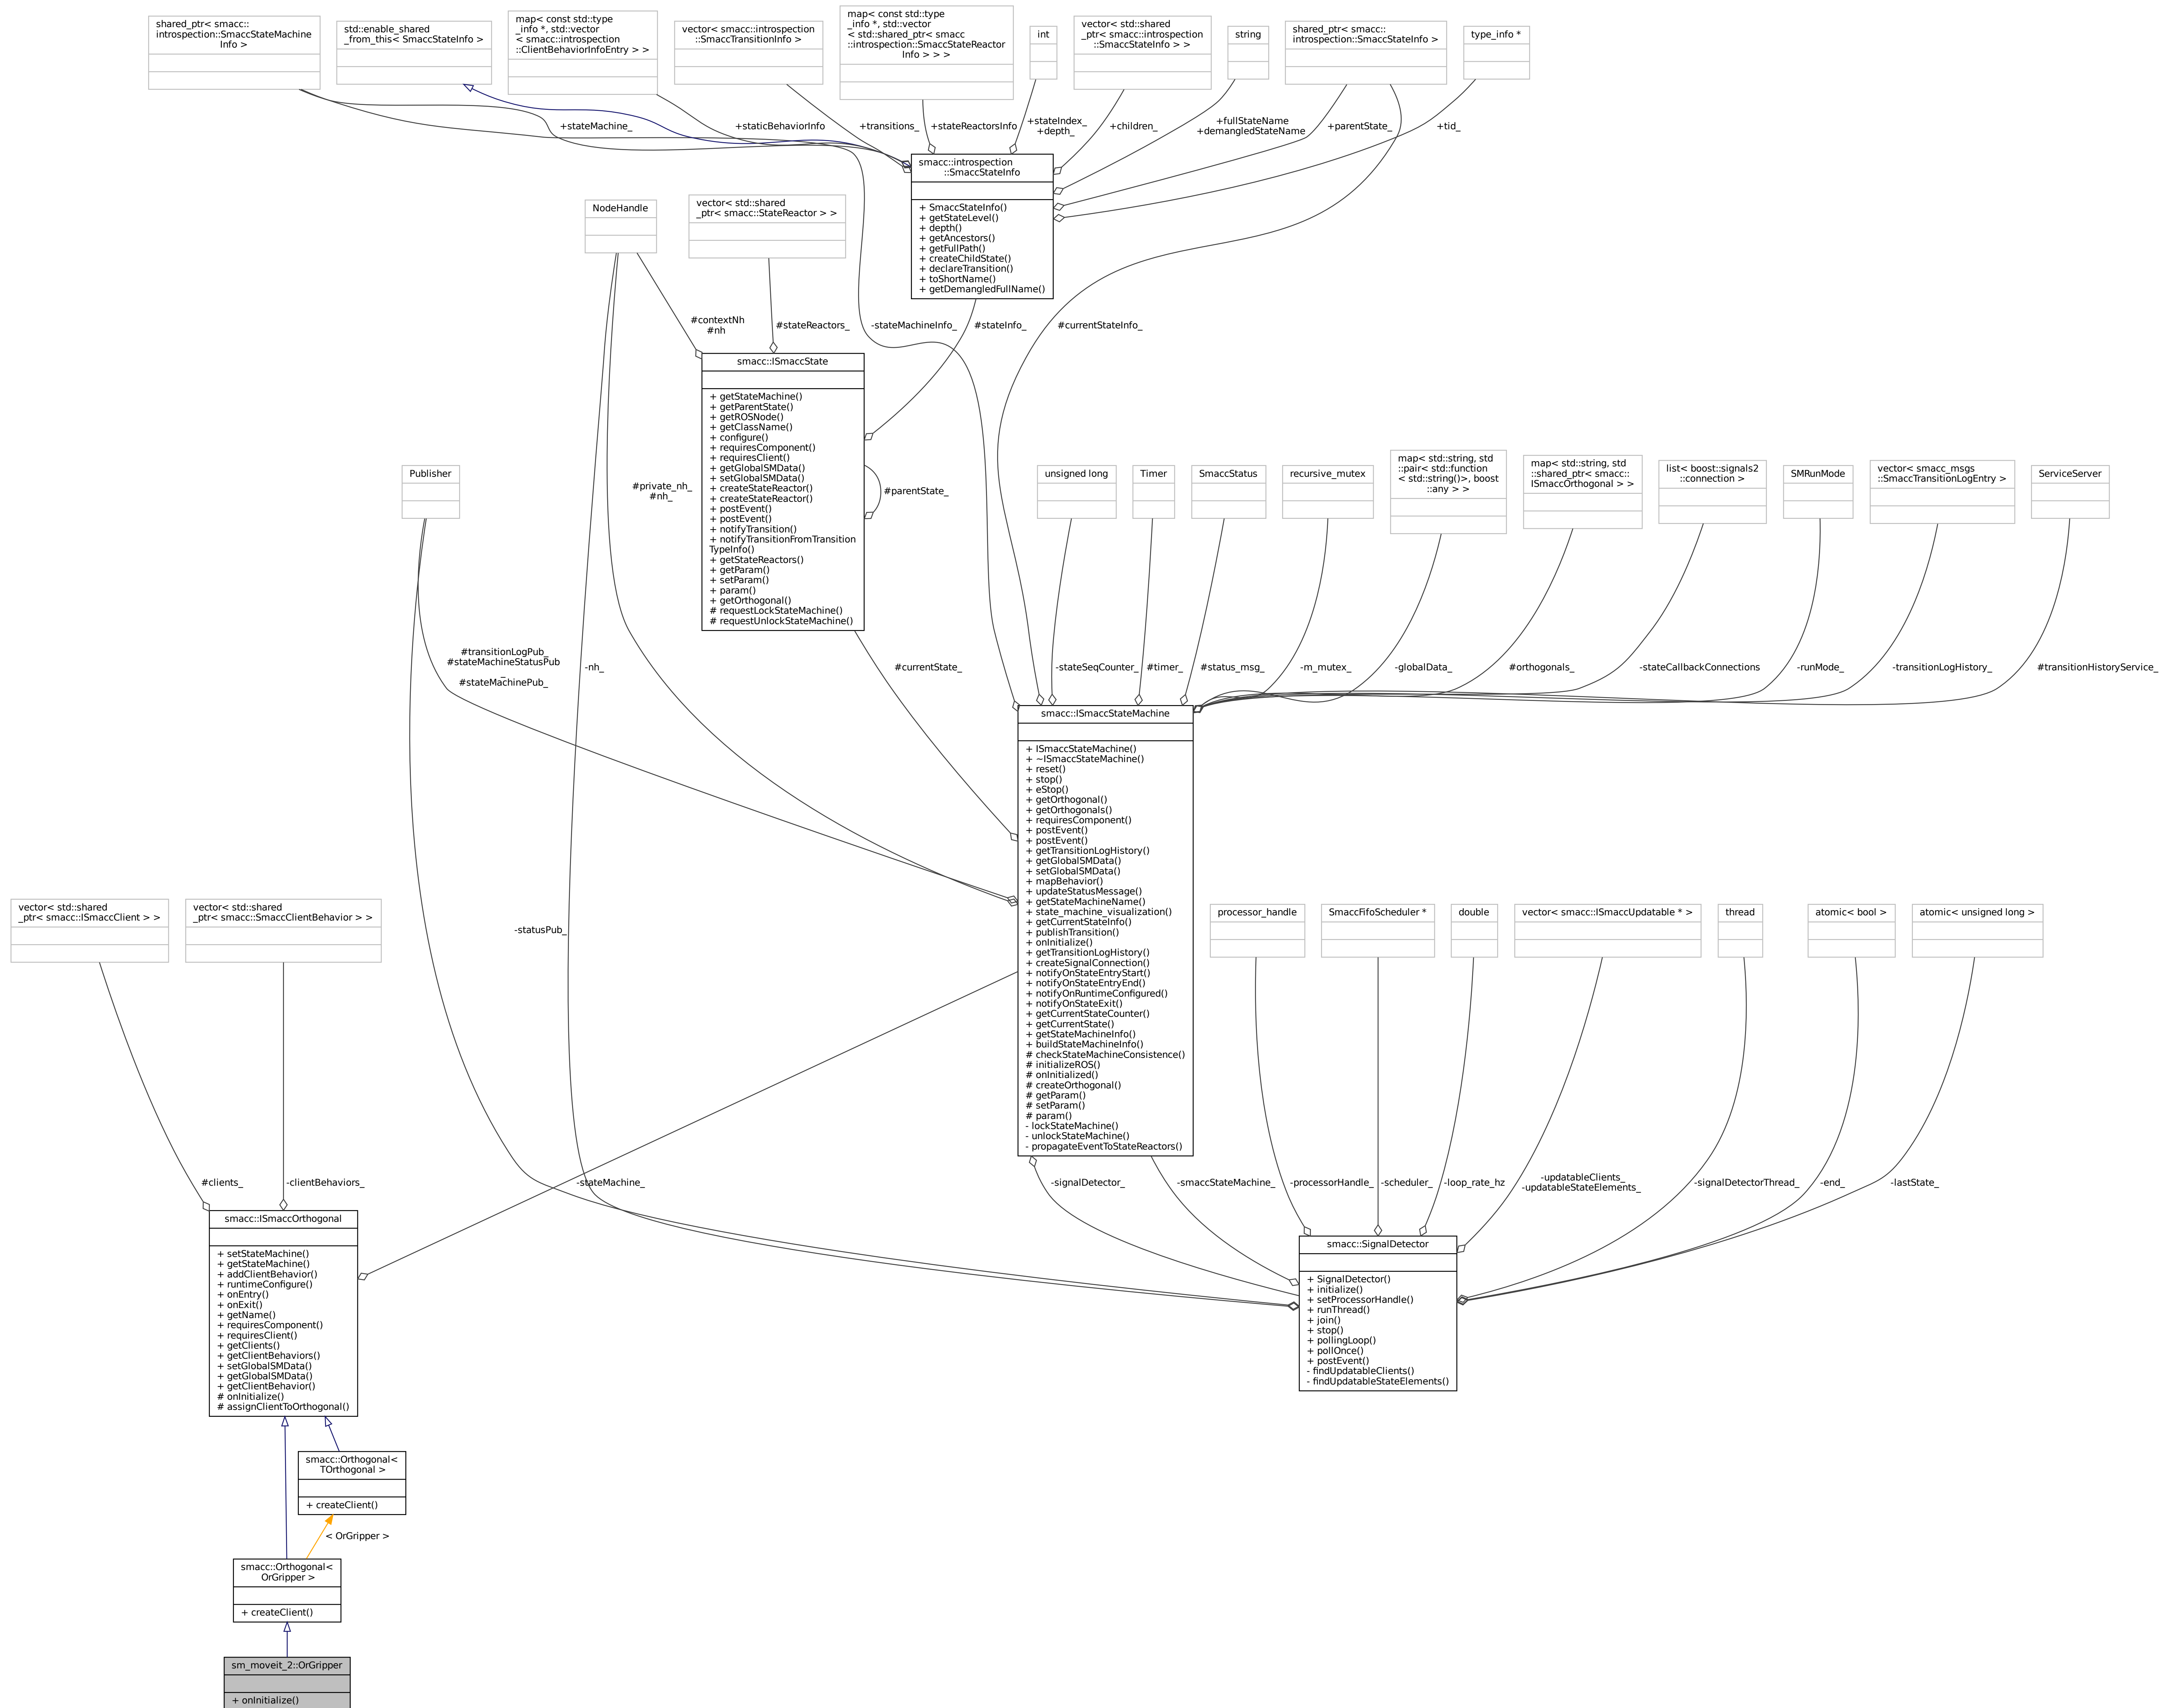 shared_ptr< smacc::
introspection::SmaccStateMachine
Info >
std::enable_shared
_from_this< SmaccStateInfo >
map< const std::type
_info *, std::vector
< smacc::introspection
::ClientBehaviorInfoEntry > >
vector< smacc::introspection
::SmaccTransitionInfo >
map< const std::type
_info *, std::vector
< std::shared_ptr< smacc
::introspection::SmaccStateReactor
Info > > >
int
vector< std::shared
_ptr< smacc::introspection
::SmaccStateInfo > >
string
shared_ptr< smacc::
introspection::SmaccStateInfo >
type_info *
+stateMachine_
+staticBehaviorInfo
+transitions_
+stateReactorsInfo
+stateIndex_
+depth_
+children_
+fullStateName
+demangledStateName
+parentState_
+tid_
smacc::introspection
::SmaccStateInfo
+ SmaccStateInfo()
+ getStateLevel()
+ depth()
+ getAncestors()
+ getFullPath()
+ createChildState()
+ declareTransition()
+ toShortName()
+ getDemangledFullName()
NodeHandle
vector< std::shared
_ptr< smacc::StateReactor > >
#contextNh
#nh
#stateReactors_
-stateMachineInfo_
#stateInfo_
#currentStateInfo_
smacc::ISmaccState
+ getStateMachine()
+ getParentState()
+ getROSNode()
+ getClassName()
+ configure()
+ requiresComponent()
+ requiresClient()
+ getGlobalSMData()
+ setGlobalSMData()
+ createStateReactor()
+ createStateReactor()
+ postEvent()
+ postEvent()
+ notifyTransition()
+ notifyTransitionFromTransition
TypeInfo()
+ getStateReactors()
+ getParam()
+ setParam()
+ param()
+ getOrthogonal()
# requestLockStateMachine()
# requestUnlockStateMachine()
#parentState_
#private_nh_
#nh_
Publisher
unsigned long
Timer
SmaccStatus
recursive_mutex
map< std::string, std
::pair< std::function
< std::string()>, boost
::any > >
map< std::string, std
::shared_ptr< smacc::
ISmaccOrthogonal > >
list< boost::signals2
::connection >
SMRunMode
vector< smacc_msgs
::SmaccTransitionLogEntry >
ServiceServer
#transitionLogPub_
#stateMachineStatusPub
_
#stateMachinePub_
-nh_
#currentState_
-stateSeqCounter_
#timer_
#status_msg_
-m_mutex_
-globalData_
#orthogonals_
-stateCallbackConnections
-runMode_
-transitionLogHistory_
#transitionHistoryService_
smacc::ISmaccStateMachine
+ ISmaccStateMachine()
+ ~ISmaccStateMachine()
+ reset()
+ stop()
+ eStop()
+ getOrthogonal()
+ getOrthogonals()
+ requiresComponent()
+ postEvent()
+ postEvent()
+ getTransitionLogHistory()
+ getGlobalSMData()
+ setGlobalSMData()
+ mapBehavior()
+ updateStatusMessage()
+ getStateMachineName()
+ state_machine_visualization()
+ getCurrentStateInfo()
+ publishTransition()
+ onInitialize()
+ getTransitionLogHistory()
+ createSignalConnection()
+ notifyOnStateEntryStart()
+ notifyOnStateEntryEnd()
+ notifyOnRuntimeConfigured()
+ notifyOnStateExit()
+ getCurrentStateCounter()
+ getCurrentState()
+ getStateMachineInfo()
+ buildStateMachineInfo()
# checkStateMachineConsistence()
# initializeROS()
# onInitialized()
# createOrthogonal()
# getParam()
# setParam()
# param()
- lockStateMachine()
- unlockStateMachine()
- propagateEventToStateReactors()
vector< std::shared
_ptr< smacc::ISmaccClient > >
vector< std::shared
_ptr< smacc::SmaccClientBehavior > >
-statusPub_
processor_handle
SmaccFifoScheduler *
double
vector< smacc::ISmaccUpdatable * >
thread
atomic< bool >
atomic< unsigned long >
#clients_
-clientBehaviors_
-stateMachine_
-signalDetector_
-smaccStateMachine_
-processorHandle_
-scheduler_
-loop_rate_hz
-updatableClients_
-updatableStateElements_
-signalDetectorThread_
-end_
-lastState_
smacc::ISmaccOrthogonal
+ setStateMachine()
+ getStateMachine()
+ addClientBehavior()
+ runtimeConfigure()
+ onEntry()
+ onExit()
+ getName()
+ requiresComponent()
+ requiresClient()
+ getClients()
+ getClientBehaviors()
+ setGlobalSMData()
+ getGlobalSMData()
+ getClientBehavior()
# onInitialize()
# assignClientToOrthogonal()
smacc::SignalDetector
+ SignalDetector()
+ initialize()
+ setProcessorHandle()
+ runThread()
+ join()
+ stop()
+ pollingLoop()
+ pollOnce()
+ postEvent()
- findUpdatableClients()
- findUpdatableStateElements()
smacc::Orthogonal<
TOrthogonal >
+ createClient()
< OrGripper >
smacc::Orthogonal<
OrGripper >
+ createClient()
sm_moveit_2::OrGripper
+ onInitialize()